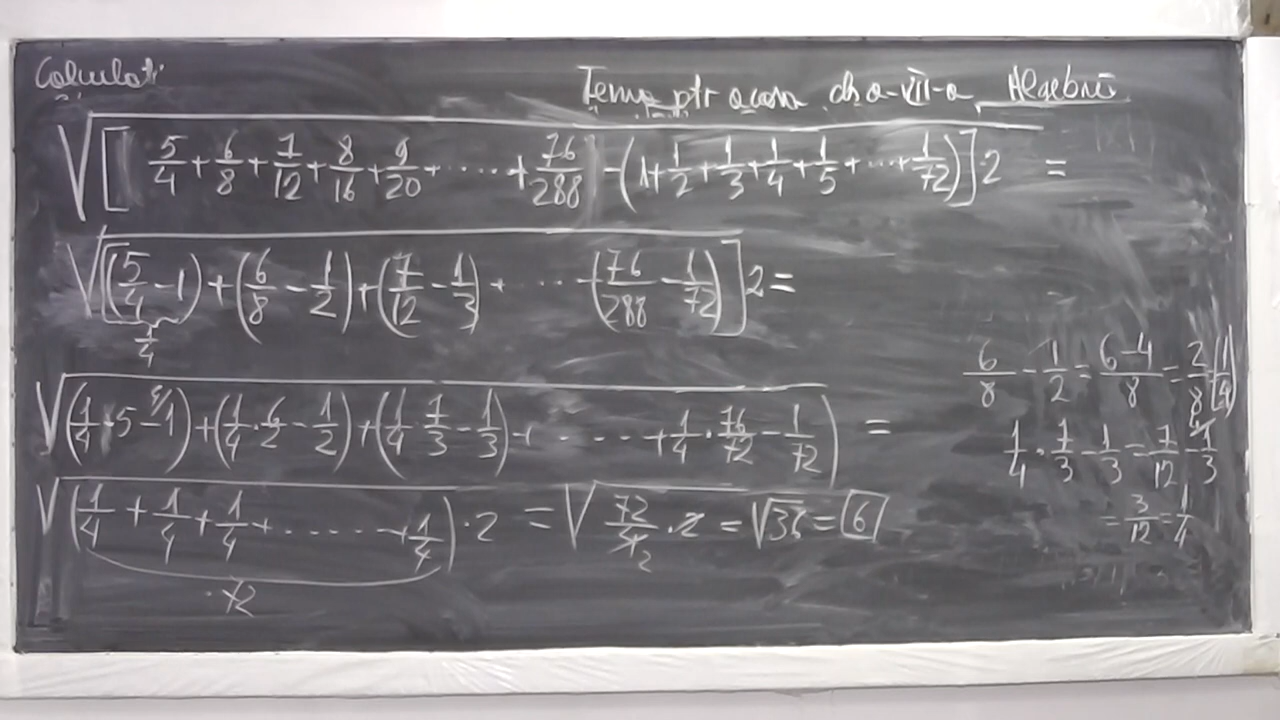 Calculati
Tema ptr acasa cls a-VII-a Algebră
√[5/4 + 6/8 + 7/12 + 8/16 + 9/20 + ..... + 76/288 - (1 + 1/2 + 1/3 + 1/4 + 1/5 + ... + 1/72)]·2 =
√[(5/4 - 1) + (6/8 - 1/2) + (7/12 - 1/3) + ... (76/288 - 1/72)]2 =
1/4
√(1/4·5 - 4/1) + (1/4·6/2 - 1/2) + (1/4·7/3 - 1/3) + ..... + 1/4·76/72 - 1/72) =
√(1/4 + 1/4 + 1/4 + ...... + 1/4)·2 = √72/4·2 = √36 = 6
2
72
6/8 - 1/2 = 6-4/8 = 2/8 1/4
1/4·7/3 - 1/3 = 7/12 - 1/3
= 3/12 = 1/4